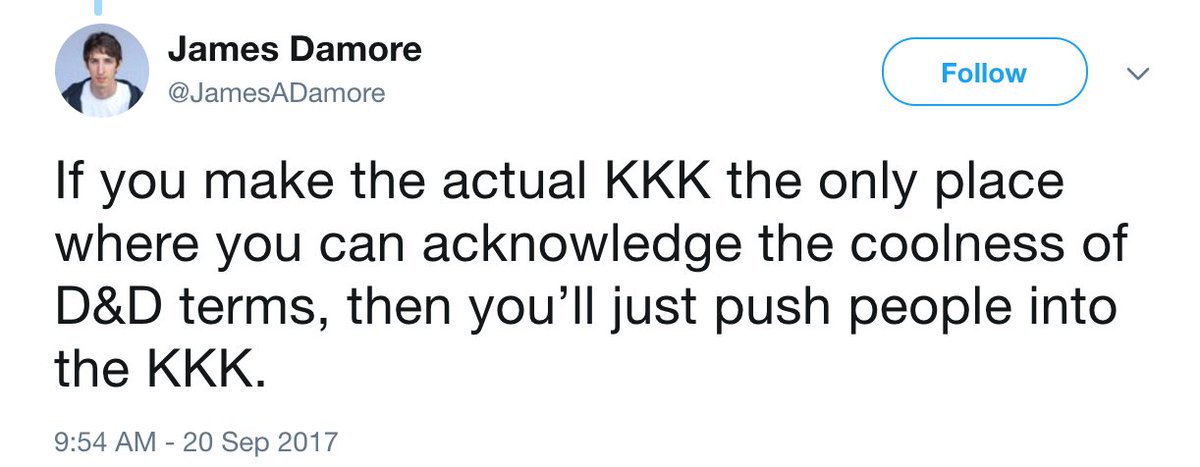 James Damore
@JamesADamore
Follow
If you make the actual KKK the only place
where you can acknowledge the coolness of
D&D terms, then you’ll just push people into
the KKK.
9:54 AM - 20 Sep 2017